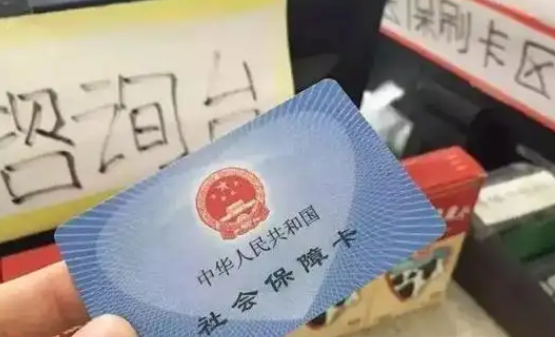 咨询台
保刷卡区
中华人民共和国
社会保障卡